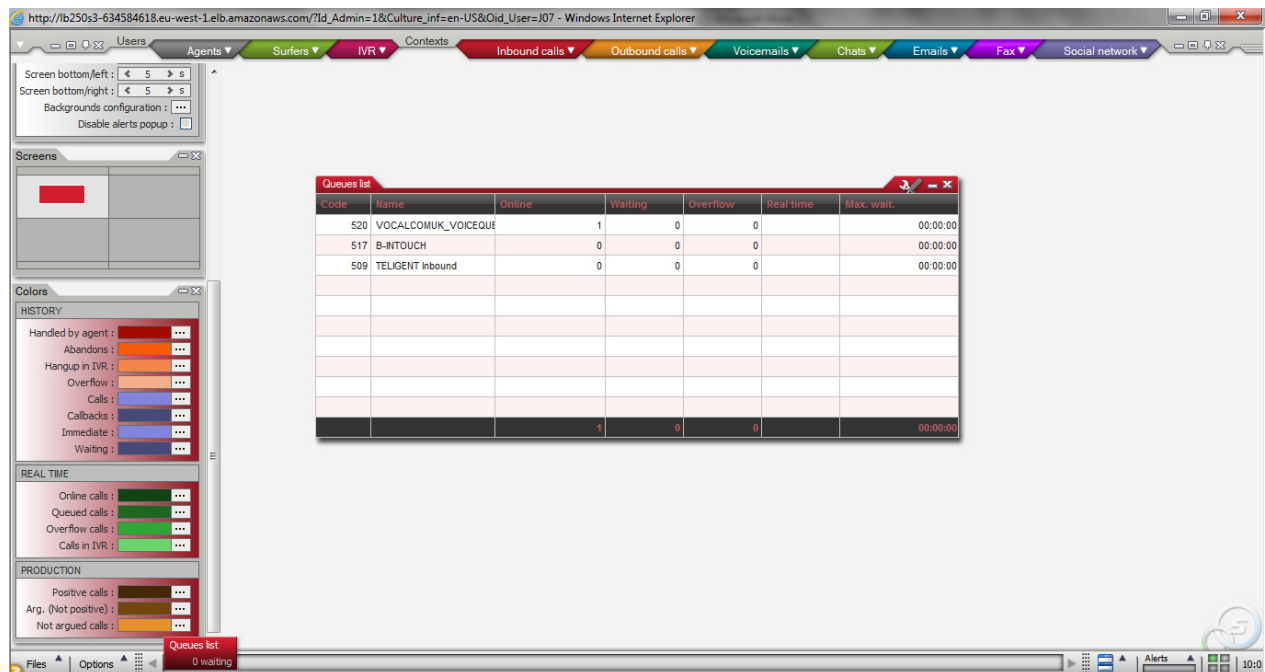 http://lb250s3-634584618.eu-west-1.elb.amazonaws.com/?Id_Admin=1&Culture_inf=en-US&Oid_User=J07 - Windows Internet Explorer
Users Agents Surfers IVR Contexts Inbound calls Outbound calls Voicemails Chats Emails Fax Social network
Screen bottom/left : 5 s
Screen bottom/right : 5 s
Backgrounds configuration : ...
Disable alerts popup :
Screens
Colors
HISTORY
Handled by agent : ...
Abandons : ...
Hangup in IVR : ...
Overflow : ...
Calls : ...
Callbacks : ...
Immediate : ...
Waiting : ...
REAL TIME
Online calls : ...
Queued calls : ...
Overflow calls : ...
Calls in IVR : ...
PRODUCTION
Positive calls : ...
Arg. (Not positive) : ...
Not argued calls : ...
Queues list
Code Name Online Waiting Overflow Real time Max. wait.
520 VOCALCOMUK_VOICEQUE 1 0 0 00:00:00
517 B-INTOUCH 0 0 0 00:00:00
509 TELIGENT Inbound 0 0 0 00:00:00
1 0 0 00:00:00
Queues list
0 waiting
Files Options Alerts 10:0